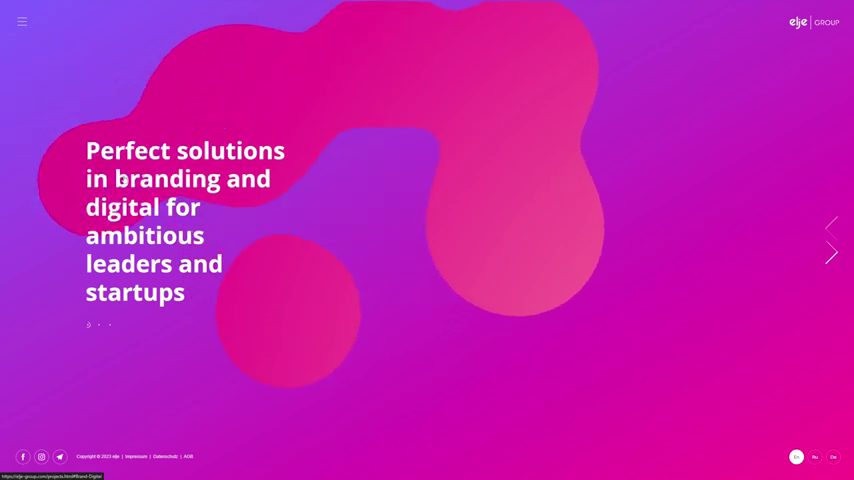 elje GROUP
Perfect solutions
in branding and
digital for
ambitious
leaders and
startups
Copyright © 2023 elje | Impressum | Datenschutz | AGB
En Ru De
https://elje-group.com/projects.html#Brand-Digital